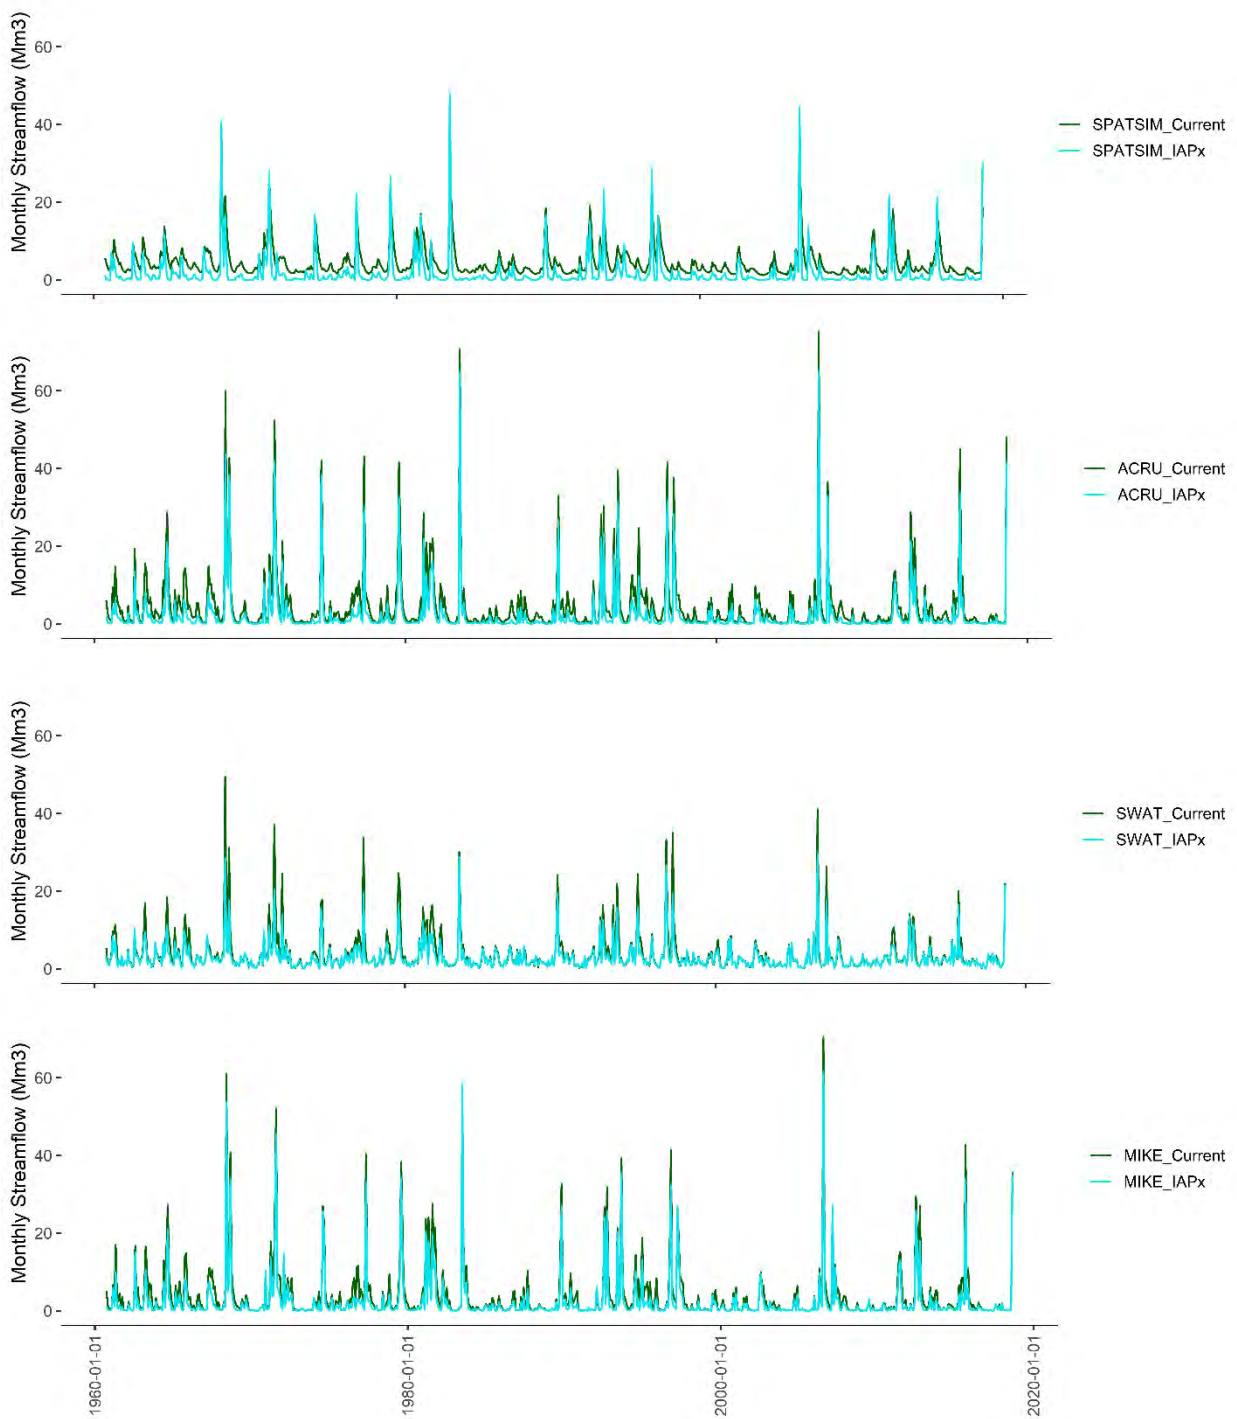 Monthly Streamflow (Mm3)
60
40
20
0
SPATSIM_Current
SPATSIM_IAPx
Monthly Streamflow (Mm3)
60
40
20
0
ACRU_Current
ACRU_IAPx
Monthly Streamflow (Mm3)
60
40
20
0
SWAT_Current
SWAT_IAPx
Monthly Streamflow (Mm3)
60
40
20
0
MIKE_Current
MIKE_IAPx
1960-01-01
1980-01-01
2000-01-01
2020-01-01